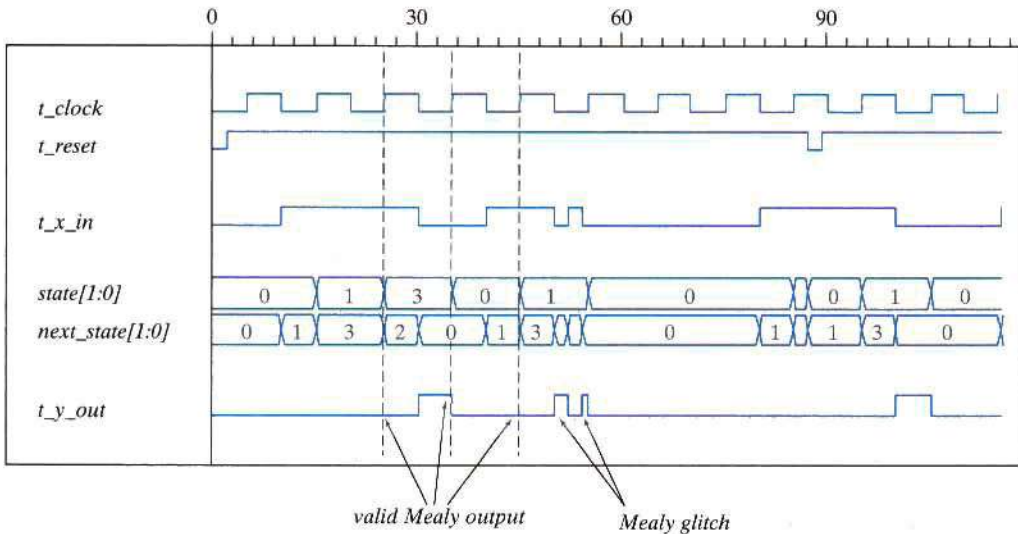 0 30 60 90
t_clock
t_reset
t_x_in
state[1:0] 0 1 3 0 1 0 0 1 0
next_state[1:0] 0 1 3 2 0 1 3 0 1 1 3 0
t_y_out
valid Mealy output
Mealy glitch